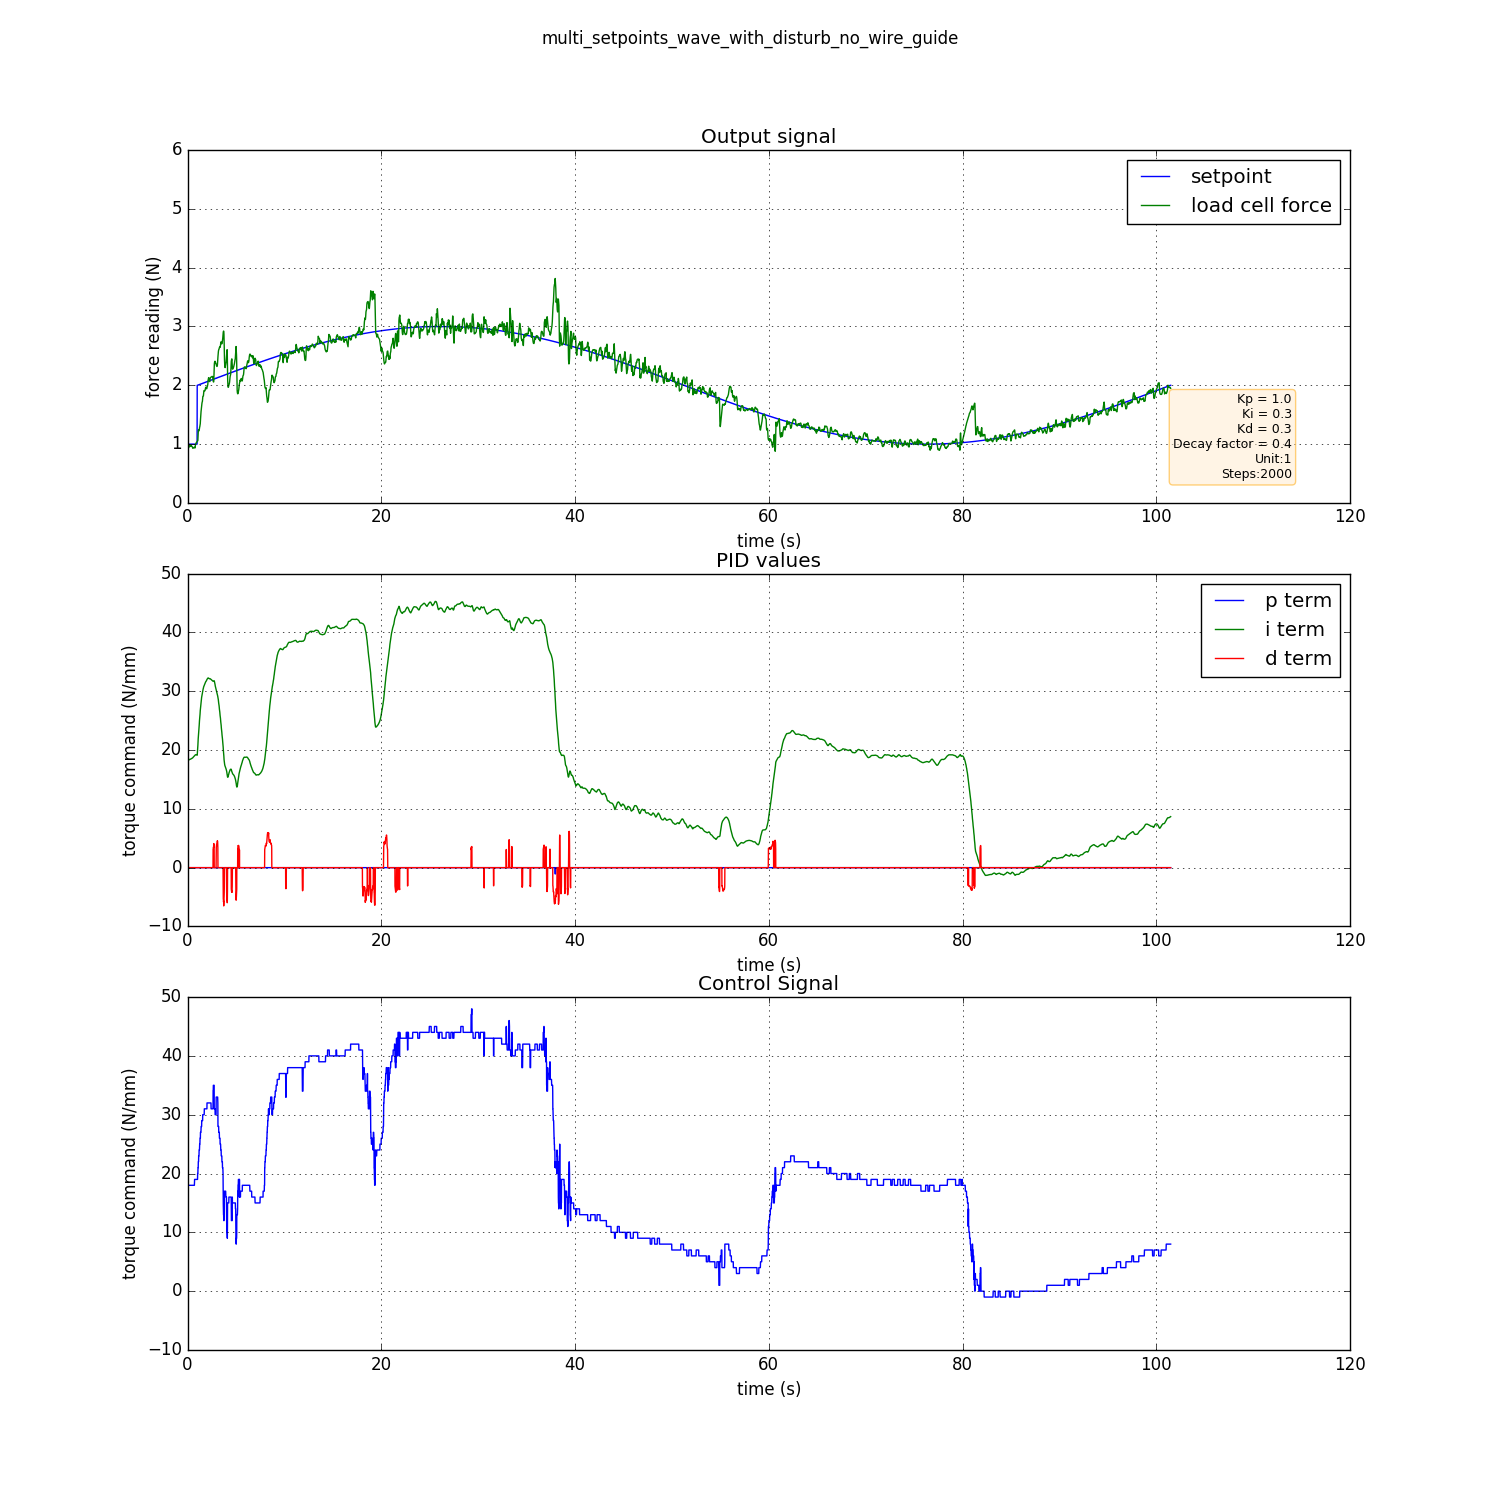 multi_setpoints_wave_with_disturb_no_wire_guide
Output signal
6
5
4
3
2
1
0
force reading (N)
setpoint
load cell force
Kp = 1.0
Ki = 0.3
Kd = 0.3
Decay factor = 0.4
Unit:1
Steps:2000
0 20 40 60 80 100 120
time (s)
PID values
50
40
30
20
10
0
−10
torque command (N/mm)
p term
i term
d term
0 20 40 60 80 100 120
time (s)
Control Signal
50
40
30
20
10
0
−10
torque command (N/mm)
0 20 40 60 80 100 120
time (s)